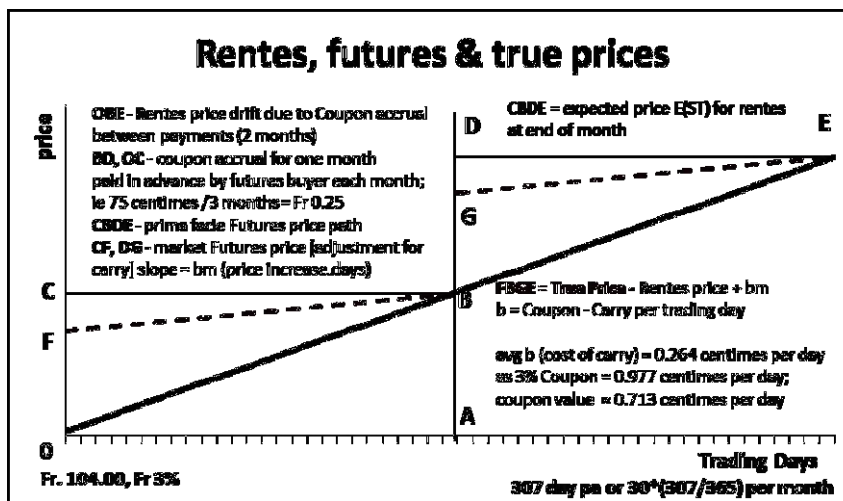 Rentes, futures & true prices
price
OBE - Rentes price drift due to Coupon accrual
between payments (2 months)
BD, OC - coupon accrual for one month
paid in advance by futures buyer each month;
ie 75 centimes /3 months= Fr 0.25
CBDE - prima facie Futures price path
CF, DG - market Futures price [adjustment for
carry] slope = bm (price increase.days)
D
CBDE = expected price E(ST) for rentes
at end of month
E
G
C
B
F
FBGE = True Price - Rentes price + bm
b = Coupon - Carry per trading day
avg b (cost of carry) = 0.264 centimes per day
as 3% Coupon = 0.977 centimes per day;
coupon value = 0.713 centimes per day
A
O
Trading Days
Fr. 104.00, Fr 3%
307 day pa or 30*(307/365) per month